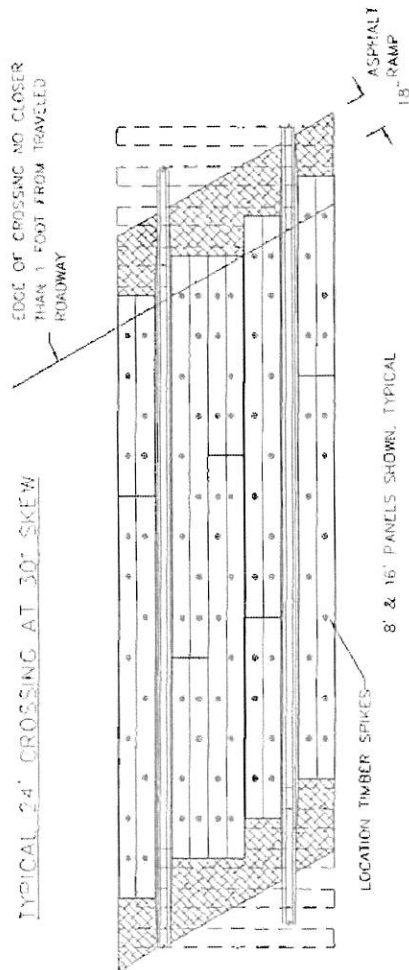 TYPICAL 24' CROSSING AT 30° SKEW
EDGE OF CROSSING NO CLOSER
THAN 1 FOOT FROM TRAVELED
ROADWAY
ASPHALT
RAMP
18"
LOCATION TIMBER SPIKES
8' & 16' PANELS SHOWN, TYPICAL